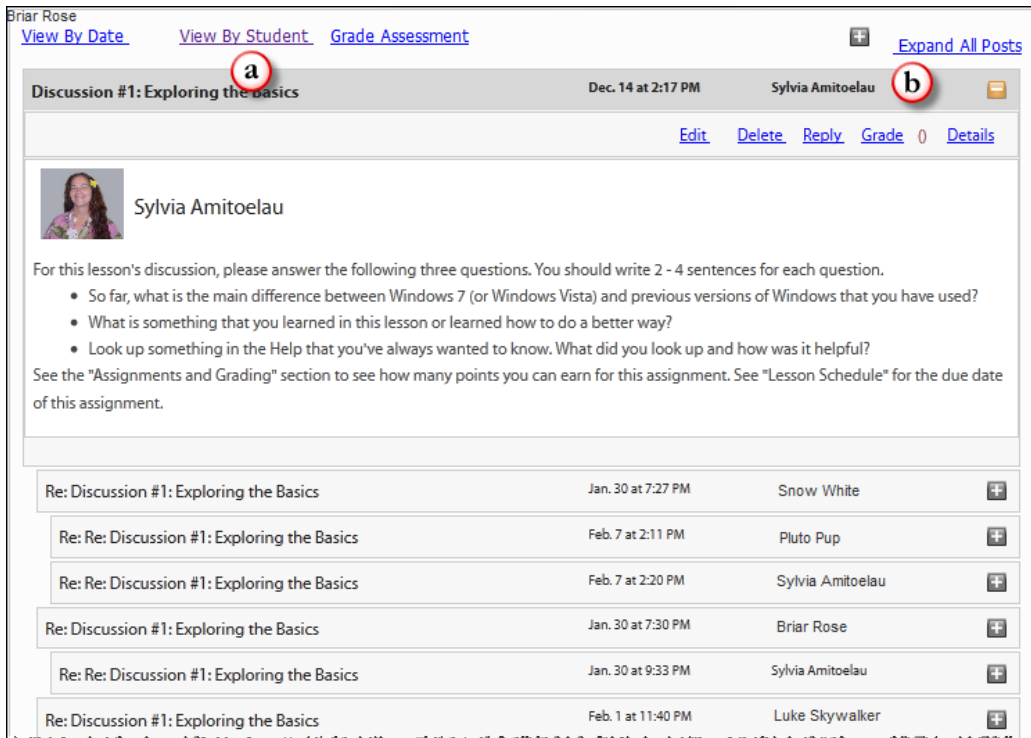 Briar Rose
View By Date View By Student Grade Assessment Expand All Posts
a
b
Discussion #1: Exploring the Basics Dec. 14 at 2:17 PM Sylvia Amitoelau
Edit Delete Reply Grade () Details
Sylvia Amitoelau
For this lesson's discussion, please answer the following three questions. You should write 2 - 4 sentences for each question.
• So far, what is the main difference between Windows 7 (or Windows Vista) and previous versions of Windows that you have used?
• What is something that you learned in this lesson or learned how to do a better way?
• Look up something in the Help that you've always wanted to know. What did you look up and how was it helpful?
See the "Assignments and Grading" section to see how many points you can earn for this assignment. See "Lesson Schedule" for the due date
of this assignment.
Re: Discussion #1: Exploring the Basics Jan. 30 at 7:27 PM Snow White
Re: Re: Discussion #1: Exploring the Basics Feb. 7 at 2:11 PM Pluto Pup
Re: Re: Discussion #1: Exploring the Basics Feb. 7 at 2:20 PM Sylvia Amitoelau
Re: Discussion #1: Exploring the Basics Jan. 30 at 7:30 PM Briar Rose
Re: Re: Discussion #1: Exploring the Basics Jan. 30 at 9:33 PM Sylvia Amitoelau
Re: Discussion #1: Exploring the Basics Feb. 1 at 11:40 PM Luke Skywalker